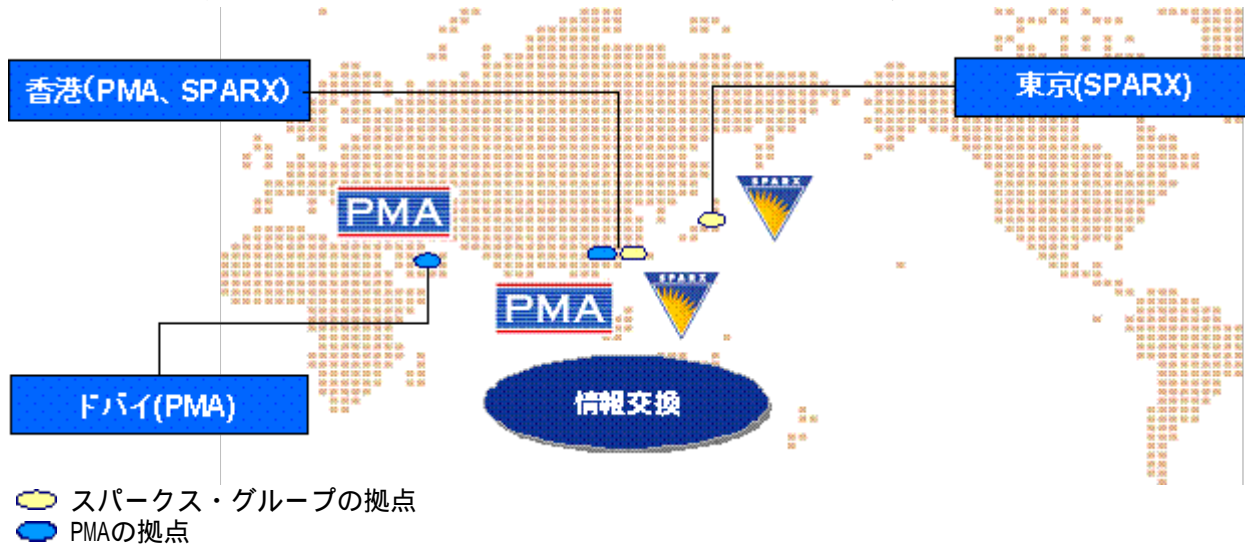 香港(PMA、SPARX)
東京(SPARX)
SPARX
PMA
SPARX
PMA
情報交換
ドバイ(PMA)
スパークス・グループの拠点
PMAの拠点